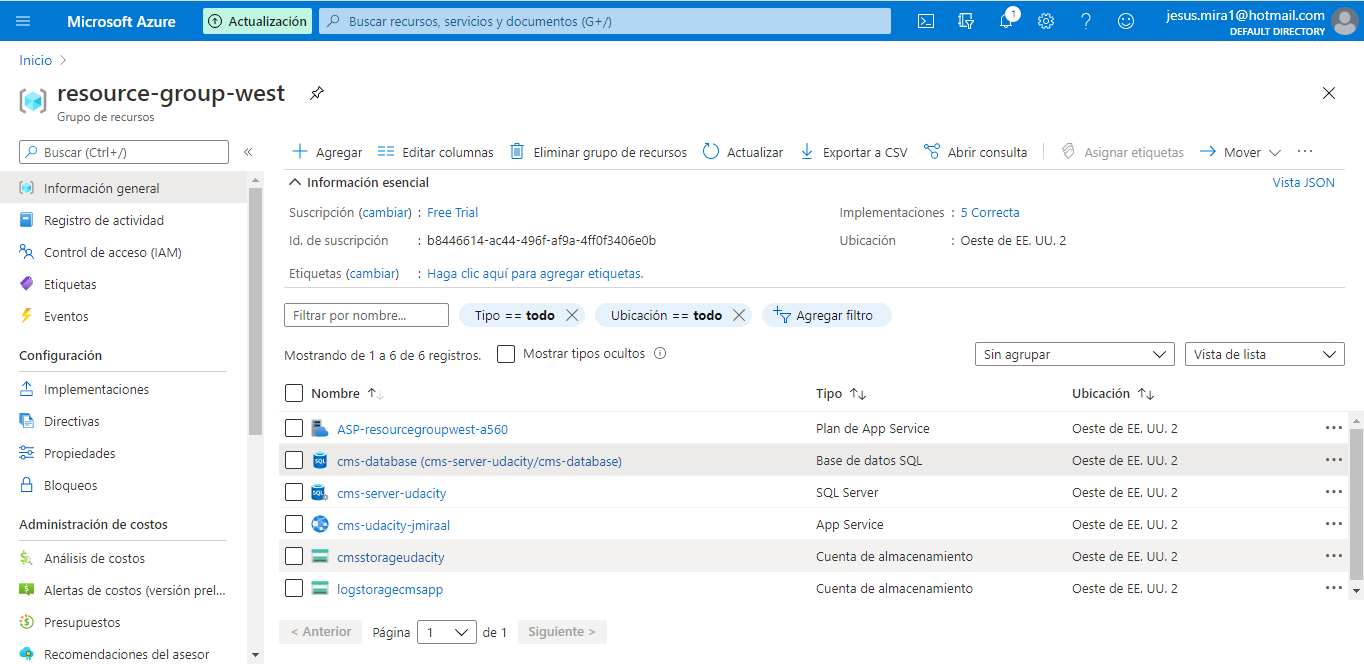 Microsoft Azure Actualización Buscar recursos, servicios y documentos (G+/) 1 jesus.mira1@hotmail.com
DEFAULT DIRECTORY
Inicio
resource-group-west
Grupo de recursos
Buscar (Ctrl+/)
Información general
Registro de actividad
Control de acceso (IAM)
Etiquetas
Eventos
Configuración
Implementaciones
Directivas
Propiedades
Bloqueos
Administración de costos
Análisis de costos
Alertas de costos (versión prel...
Presupuestos
Recomendaciones del asesor
Agregar Editar columnas Eliminar grupo de recursos Actualizar Exportar a CSV Abrir consulta Asignar etiquetas Mover ...
Información esencial Vista JSON
Suscripción (cambiar) : Free Trial Implementaciones : 5 Correcta
Id. de suscripción : b8446614-ac44-496f-af9a-4ff0f3406e0b Ubicación : Oeste de EE. UU. 2
Etiquetas (cambiar) : Haga clic aquí para agregar etiquetas.
Filtrar por nombre... Tipo == todo Ubicación == todo Agregar filtro
Mostrando de 1 a 6 de 6 registros. Mostrar tipos ocultos Sin agrupar Vista de lista
Nombre Tipo Ubicación
ASP-resourcegroupwest-a560 Plan de App Service Oeste de EE. UU. 2 ...
cms-database (cms-server-udacity/cms-database) Base de datos SQL Oeste de EE. UU. 2 ...
cms-server-udacity SQL Server Oeste de EE. UU. 2 ...
cms-udacity-jmiraal App Service Oeste de EE. UU. 2 ...
cmsstorageudacity Cuenta de almacenamiento Oeste de EE. UU. 2 ...
logstoragecmsapp Cuenta de almacenamiento Oeste de EE. UU. 2 ...
< Anterior Página 1 de 1 Siguiente >